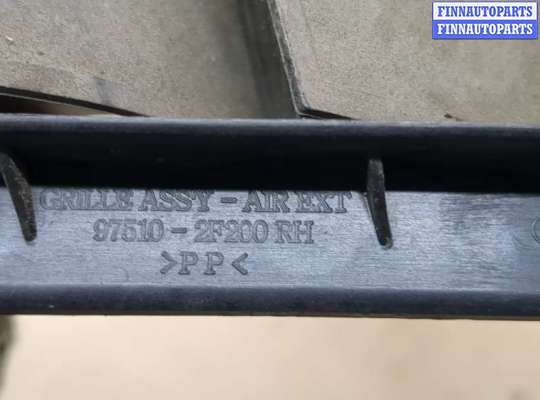 FINNAUTOPARTS
FINNAUTOPARTS
GRILLE ASSY - AIR EXT
97510 - 2F200 RH
>PP<